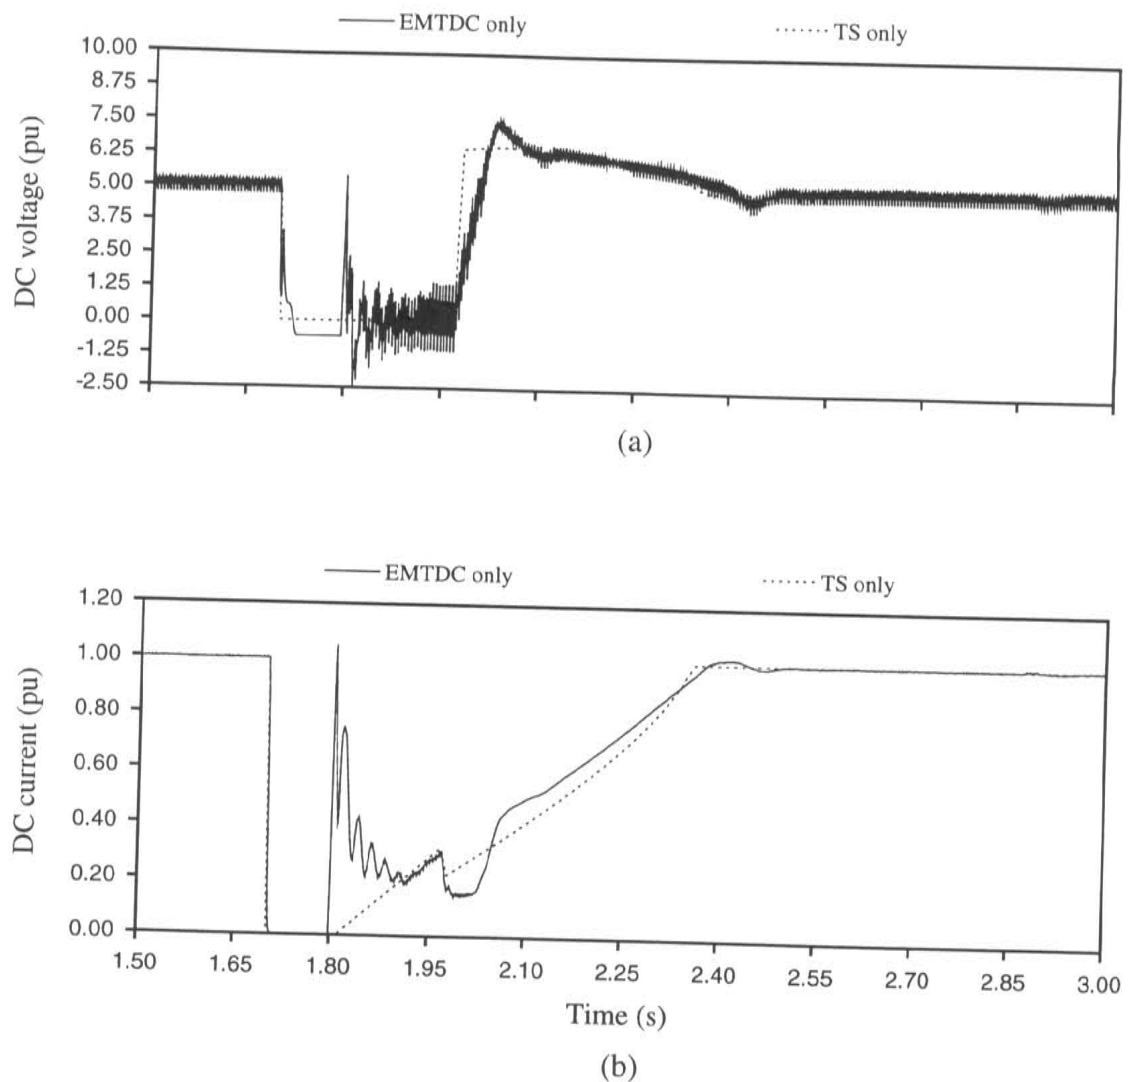 EMTDC only
TS only
10.00
8.75
7.50
6.25
5.00
3.75
2.50
1.25
0.00
-1.25
-2.50
DC voltage (pu)
(a)
EMTDC only
TS only
1.20
1.00
0.80
0.60
0.40
0.20
0.00
DC current (pu)
1.50 1.65 1.80 1.95 2.10 2.25 2.40 2.55 2.70 2.85 3.00
Time (s)
(b)